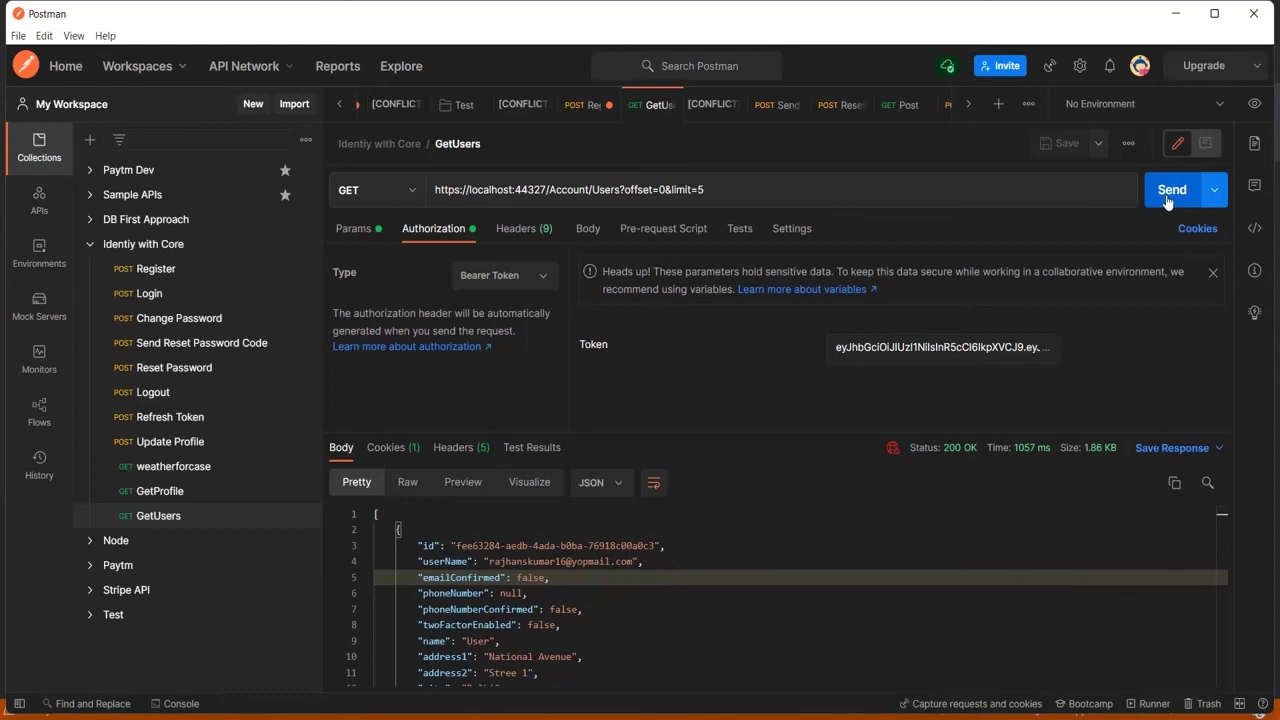 Postman
File Edit View Help
Home Workspaces API Network Reports Explore Search Postman Invite Upgrade
My Workspace New Import [CONFLICT Test [CONFLICT POST Re GET GetUs [CONFLICT POST Send POST Rese GET Post No Environment
Identiy with Core / GetUsers Save
Collections
APIs
Environments
Mock Servers
Monitors
Flows
History
Paytm Dev
Sample APIs
DB First Approach
Identiy with Core
POST Register
POST Login
POST Change Password
POST Send Reset Password Code
POST Reset Password
POST Logout
POST Refresh Token
POST Update Profile
GET weatherforcase
GET GetProfile
GET GetUsers
Node
Paytm
Stripe API
Test
GET https://localhost:44327/Account/Users?offset=0&limit=5 Send
Params Authorization Headers (9) Body Pre-request Script Tests Settings Cookies
Type Bearer Token
The authorization header will be automatically
generated when you send the request.
Learn more about authorization ↗
Heads up! These parameters hold sensitive data. To keep this data secure while working in a collaborative environment, we
recommend using variables. Learn more about variables ↗
Token
Body Cookies (1) Headers (5) Test Results Status: 200 OK Time: 1057 ms Size: 1.86 KB Save Response
Pretty Raw Preview Visualize JSON
1 [
2 {
3 "id": "fee63284-aedb-4ada-b0ba-76918c00a0c3",
4 "userName": "rajhanskumar16@yopmail.com",
5 "emailConfirmed": false,
6 "phoneNumber": null,
7 "phoneNumberConfirmed": false,
8 "twoFactorEnabled": false,
9 "name": "User",
10 "address1": "National Avenue",
11 "address2": "Stree 1",
Find and Replace Console Capture requests and cookies Bootcamp Runner Trash